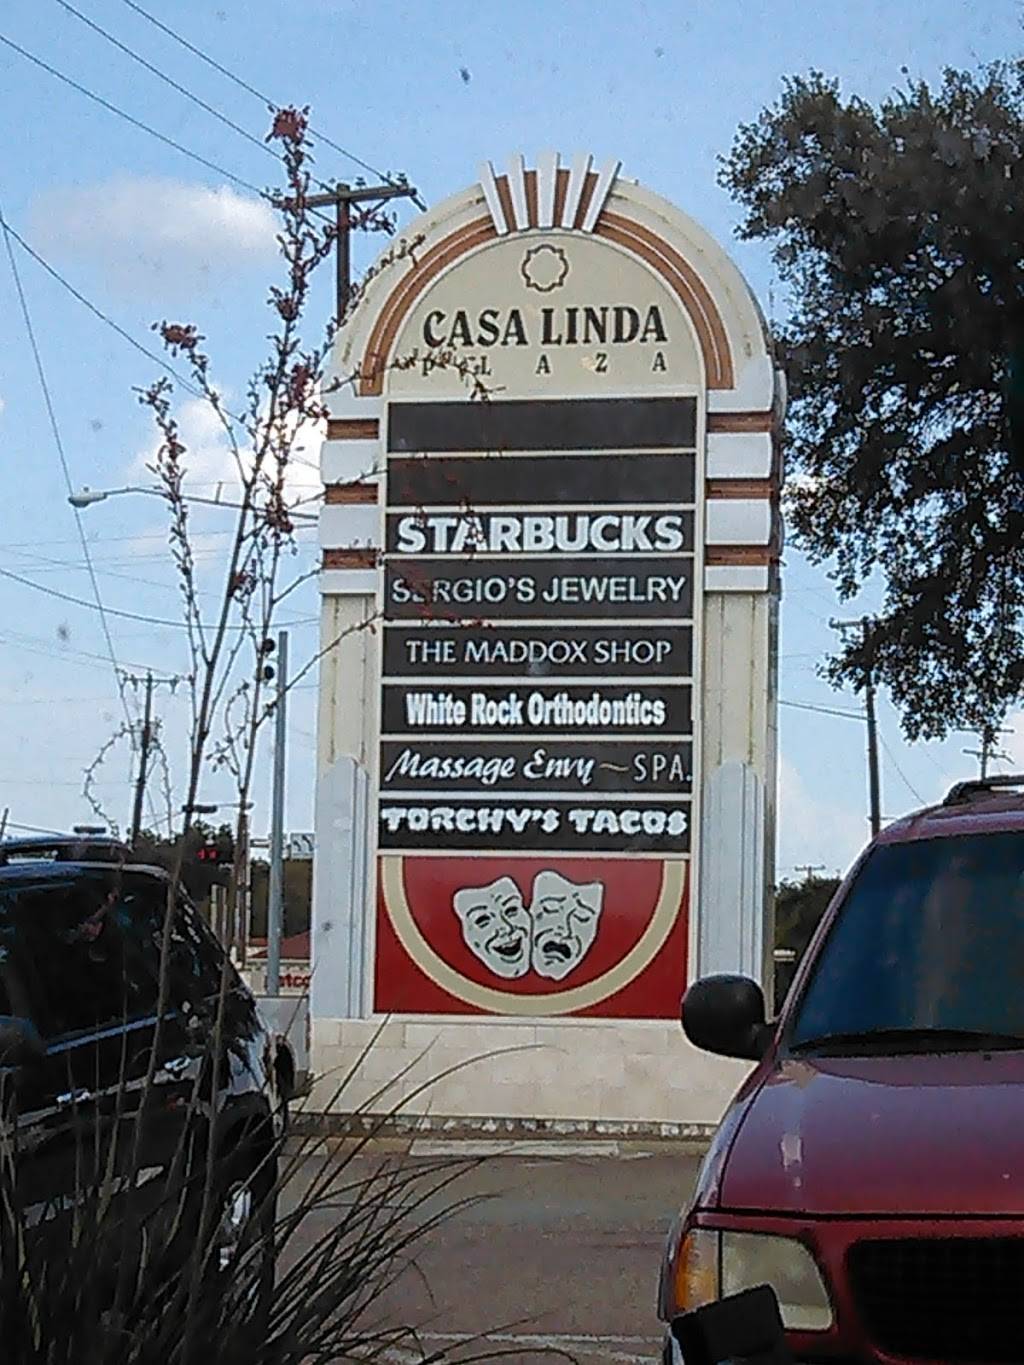 CASA LINDA
PLAZA
STARBUCKS
SERGIO'S JEWELRY
THE MADDOX SHOP
White Rock Orthodontics
Massage Envy ~ SPA.
TORCHY'S TACOS